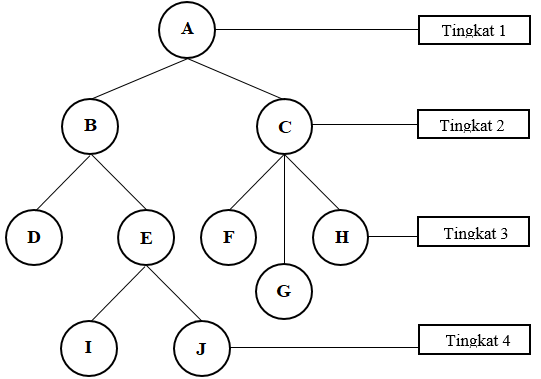 A
Tingkat 1
B
C
Tingkat 2
D
E
F
H
Tingkat 3
G
I
J
Tingkat 4